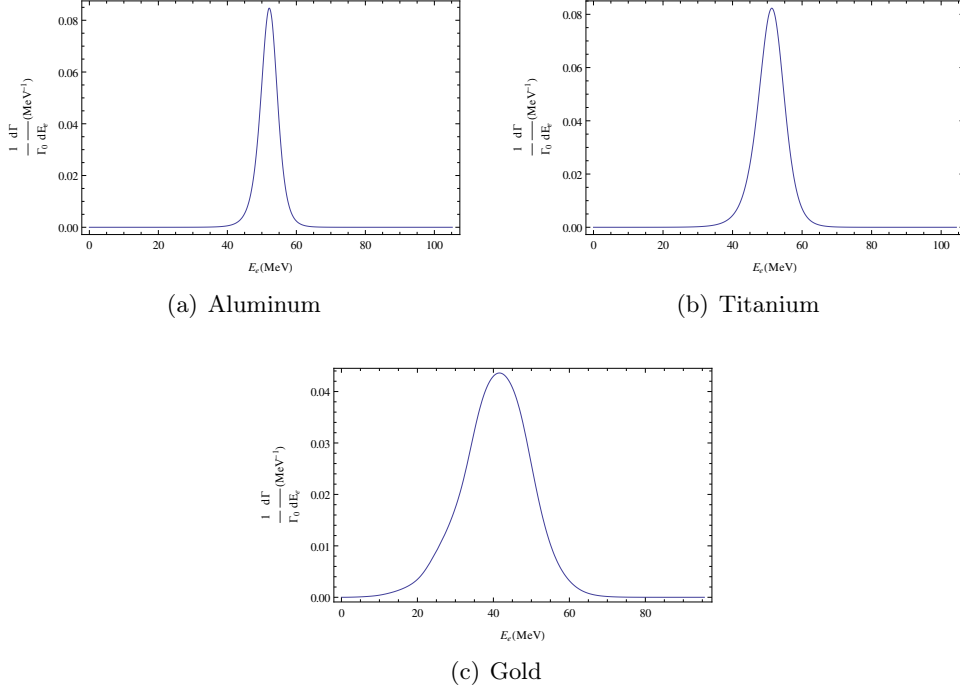 0.08
0.06
0.04
0.02
0.00
1 dΓ
Γ0 dEe
(MeV⁻¹)
0 20 40 60 80 100
Ee(MeV)
(a) Aluminum
0.08
0.06
0.04
0.02
0.00
1 dΓ
Γ0 dEe
(MeV⁻¹)
0 20 40 60 80 100
Ee(MeV)
(b) Titanium
0.04
0.03
0.02
0.01
0.00
1 dΓ
Γ0 dEe
(MeV⁻¹)
0 20 40 60 80
Ee(MeV)
(c) Gold